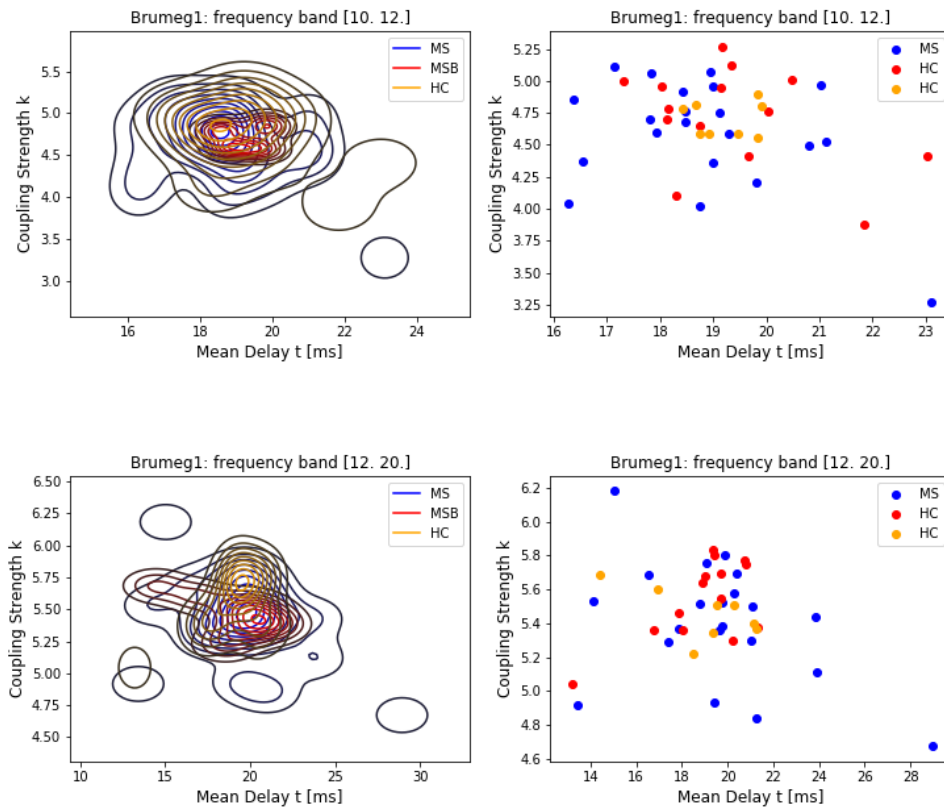 Brumeg1: frequency band [10. 12.]
Coupling Strength k
5.5
5.0
4.5
4.0
3.5
3.0
16
18
20
22
24
Mean Delay t [ms]
MS
MSB
HC
Brumeg1: frequency band [10. 12.]
Coupling Strength k
5.25
5.00
4.75
4.50
4.25
4.00
3.75
3.50
3.25
16
17
18
19
20
21
22
23
Mean Delay t [ms]
MS
HC
HC
Brumeg1: frequency band [12. 20.]
Coupling Strength k
6.50
6.25
6.00
5.75
5.50
5.25
5.00
4.75
4.50
10
15
20
25
30
Mean Delay t [ms]
MS
MSB
HC
Brumeg1: frequency band [12. 20.]
Coupling Strength k
6.2
6.0
5.8
5.6
5.4
5.2
5.0
4.8
4.6
14
16
18
20
22
24
26
28
Mean Delay t [ms]
MS
HC
HC